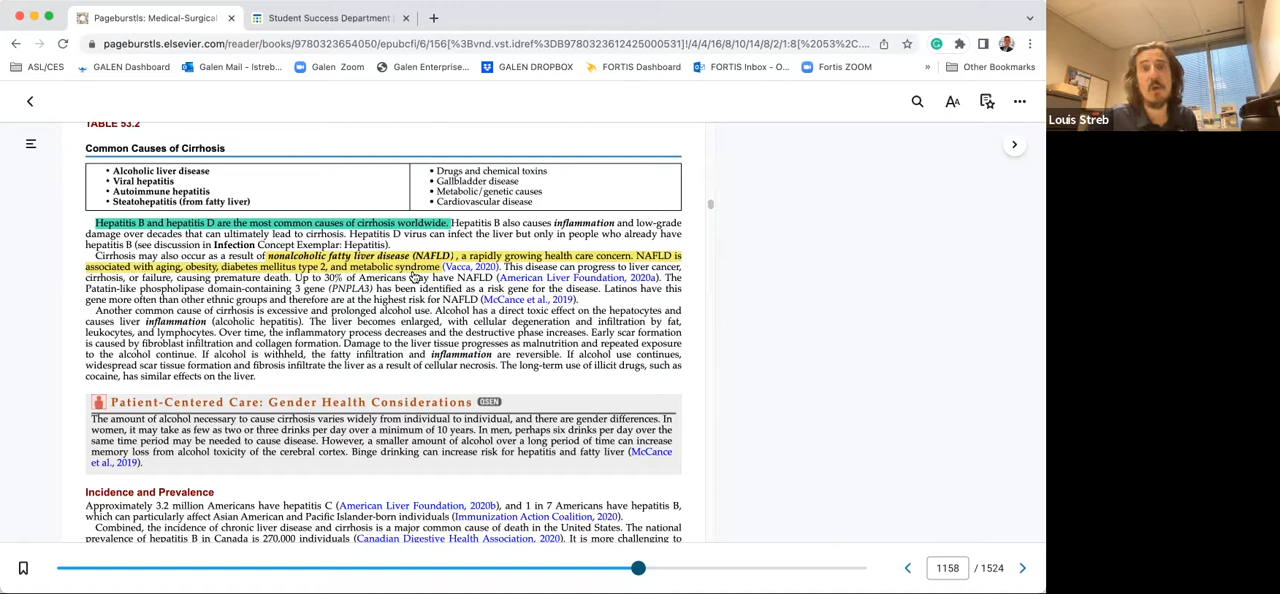 Pageburstls: Medical-Surgical
Student Success Department |
pageburstls.elsevier.com/reader/books/9780323654050/epubcfi/6/156[%3Bvnd.vst.idref%3DB9780323612425000531]!/4/4/16/8/10/14/8/2/1:8[%2053%2C....
ASL/CES
GALEN Dashboard
Galen Mail - lstreb...
Galen Zoom
Galen Enterprise...
GALEN DROPBOX
FORTIS Dashboard
FORTIS Inbox - O...
Fortis ZOOM
»
Other Bookmarks
AA
Louis Streb
TABLE 53.2
Common Causes of Cirrhosis
• Alcoholic liver disease
• Viral hepatitis
• Autoimmune hepatitis
• Steatohepatitis (from fatty liver)
• Drugs and chemical toxins
• Gallbladder disease
• Metabolic/genetic causes
• Cardiovascular disease
Hepatitis B and hepatitis D are the most common causes of cirrhosis worldwide. Hepatitis B also causes inflammation and low-grade
damage over decades that can ultimately lead to cirrhosis. Hepatitis D virus can infect the liver but only in people who already have
hepatitis B (see discussion in Infection Concept Exemplar: Hepatitis).
Cirrhosis may also occur as a result of nonalcoholic fatty liver disease (NAFLD), a rapidly growing health care concern. NAFLD is
associated with aging, obesity, diabetes mellitus type 2, and metabolic syndrome (Vacca, 2020). This disease can progress to liver cancer,
cirrhosis, or failure, causing premature death. Up to 30% of Americans may have NAFLD (American Liver Foundation, 2020a). The
Patatin-like phospholipase domain-containing 3 gene (PNPLA3) has been identified as a risk gene for the disease. Latinos have this
gene more often than other ethnic groups and therefore are at the highest risk for NAFLD (McCance et al., 2019).
Another common cause of cirrhosis is excessive and prolonged alcohol use. Alcohol has a direct toxic effect on the hepatocytes and
causes liver inflammation (alcoholic hepatitis). The liver becomes enlarged, with cellular degeneration and infiltration by fat,
leukocytes, and lymphocytes. Over time, the inflammatory process decreases and the destructive phase increases. Early scar formation
is caused by fibroblast infiltration and collagen formation. Damage to the liver tissue progresses as malnutrition and repeated exposure
to the alcohol continue. If alcohol is withheld, the fatty infiltration and inflammation are reversible. If alcohol use continues,
widespread scar tissue formation and fibrosis infiltrate the liver as a result of cellular necrosis. The long-term use of illicit drugs, such as
cocaine, has similar effects on the liver.
Patient-Centered Care: Gender Health Considerations QSEN
The amount of alcohol necessary to cause cirrhosis varies widely from individual to individual, and there are gender differences. In
women, it may take as few as two or three drinks per day over a minimum of 10 years. In men, perhaps six drinks per day over the
same time period may be needed to cause disease. However, a smaller amount of alcohol over a long period of time can increase
memory loss from alcohol toxicity of the cerebral cortex. Binge drinking can increase risk for hepatitis and fatty liver (McCance
et al., 2019).
Incidence and Prevalence
Approximately 3.2 million Americans have hepatitis C (American Liver Foundation, 2020b), and 1 in 7 Americans have hepatitis B,
which can particularly affect Asian American and Pacific Islander-born individuals (Immunization Action Coalition, 2020).
Combined, the incidence of chronic liver disease and cirrhosis is a major common cause of death in the United States. The national
prevalence of hepatitis B in Canada is 270,000 individuals (Canadian Digestive Health Association, 2020). It is more challenging to
1158 / 1524